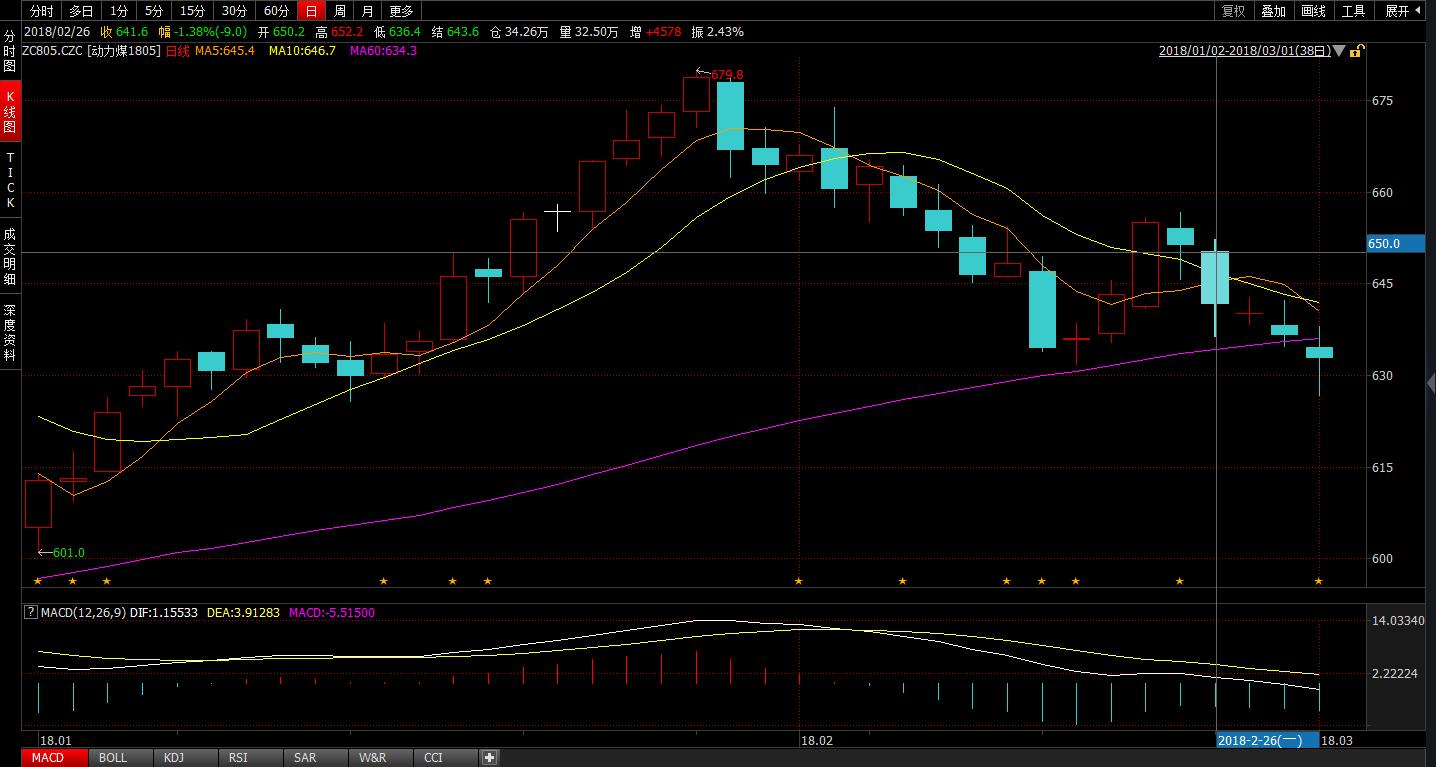 分时 多日 1分 5分 15分 30分 60分 日 周 月 更多 复权 叠加 画线 工具 展开
2018/02/26 收 641.6 幅 -1.38%(-9.0) 开 650.2 高 652.2 低 636.4 结 643.6 仓 34.26万 量 32.50万 增 +4578 振 2.43%
ZC805.CZC [动力煤1805] 日线 MA5:645.4 MA10:646.7 MA60:634.3 2018/01/02-2018/03/01(38日)
分时图
K线图
TICK
成交明细
深度资料
679.8
675
660
650.0
645
630
615
601.0
600
? MACD(12,26,9) DIF:1.15533 DEA:3.91283 MACD:-5.51500
14.03340
2.22224
18.01 18.02 2018-2-26(一) 18.03
MACD BOLL KDJ RSI SAR W&R CCI